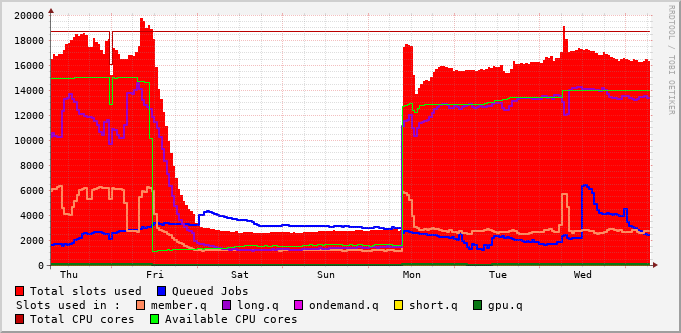 20000
18000
16000
14000
12000
10000
8000
6000
4000
2000
0
Thu Fri Sat Sun Mon Tue Wed
Total slots used Queued Jobs
Slots used in : member.q long.q ondemand.q short.q gpu.q
Total CPU cores Available CPU cores
RRDTOOL / TOBI OETIKER